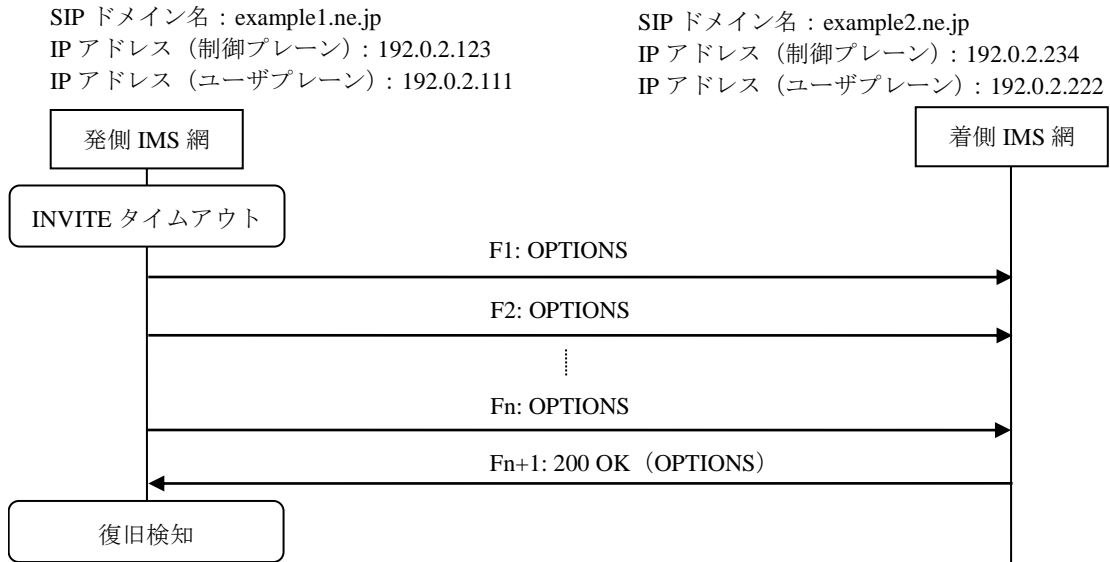 SIP ドメイン名：example1.ne.jp
IP アドレス（制御プレーン）: 192.0.2.123
IP アドレス（ユーザプレーン）: 192.0.2.111
SIP ドメイン名：example2.ne.jp
IP アドレス（制御プレーン）: 192.0.2.234
IP アドレス（ユーザプレーン）: 192.0.2.222
発側 IMS 網
着側 IMS 網
INVITE タイムアウト
F1: OPTIONS
F2: OPTIONS
Fn: OPTIONS
Fn+1: 200 OK（OPTIONS）
復旧検知